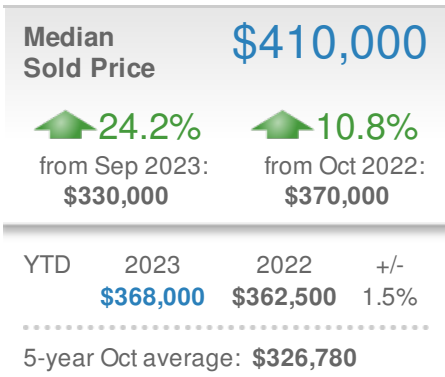 Median $410,000
Sold Price
24.2% 10.8%
from Sep 2023: from Oct 2022:
$330,000 $370,000
YTD 2023 2022 +/-
$368,000 $362,500 1.5%
5-year Oct average: $326,780